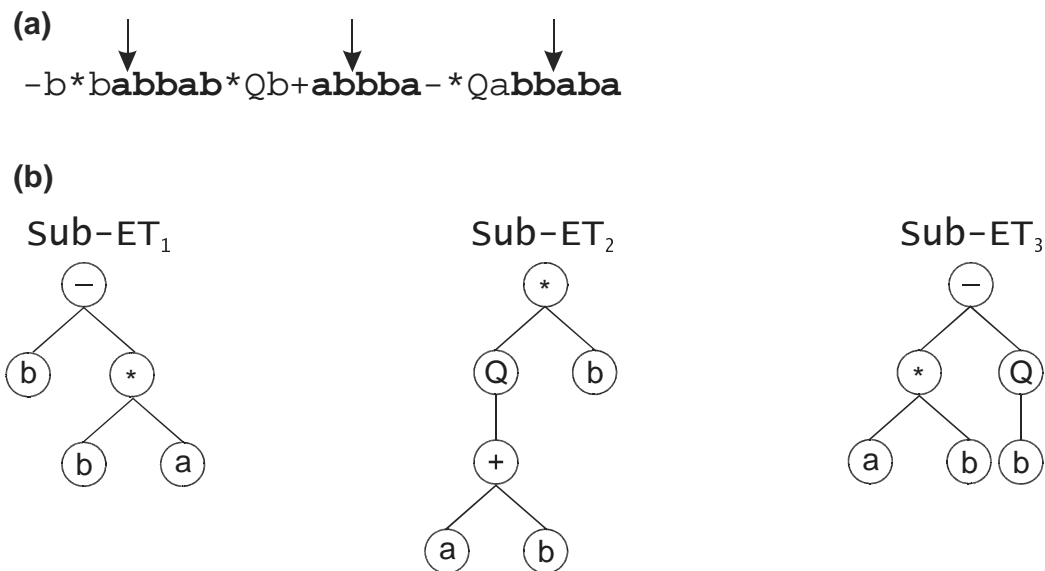 (a)
-b*babbab*Qb+abbba-*Qabbaba
(b)
Sub-ET₁ Sub-ET₂ Sub-ET₃
− * −
b * Q b * Q
b a + a b b
a b